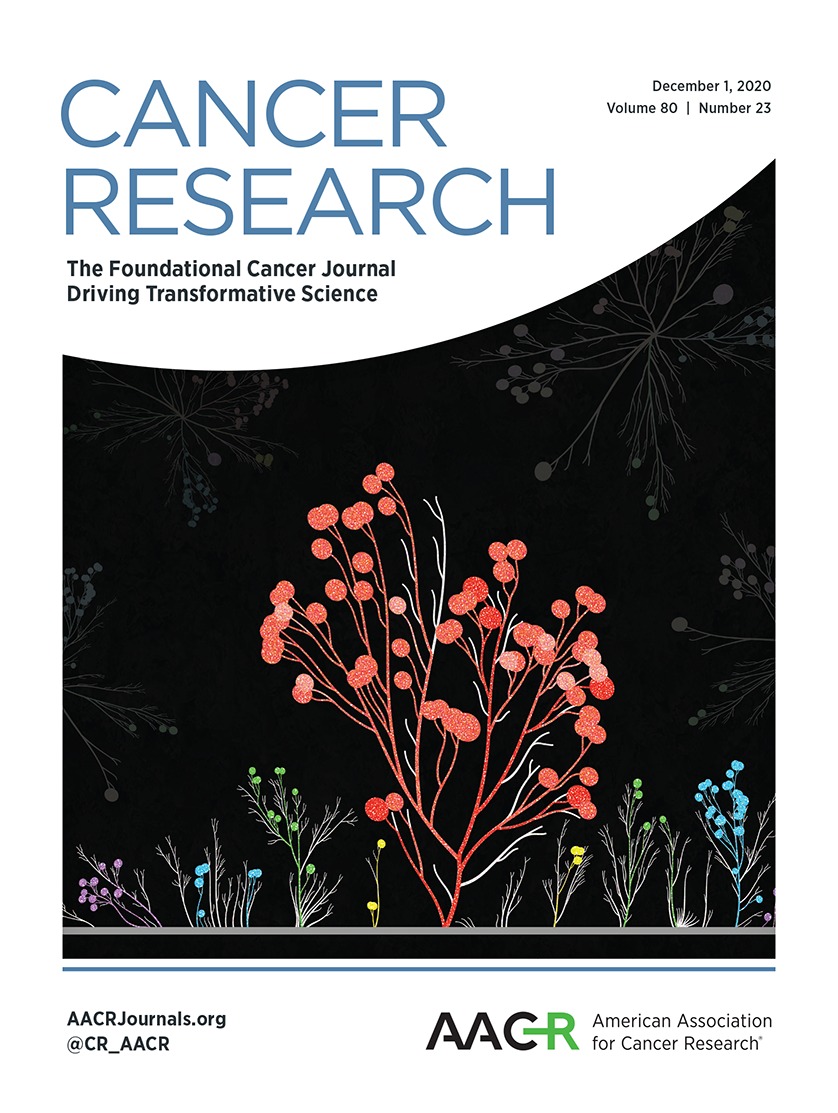 CANCER
RESEARCH
December 1, 2020
Volume 80 | Number 23
The Foundational Cancer Journal
Driving Transformative Science
AACRJournals.org
@CR_AACR
AACR
American Association
for Cancer Research®